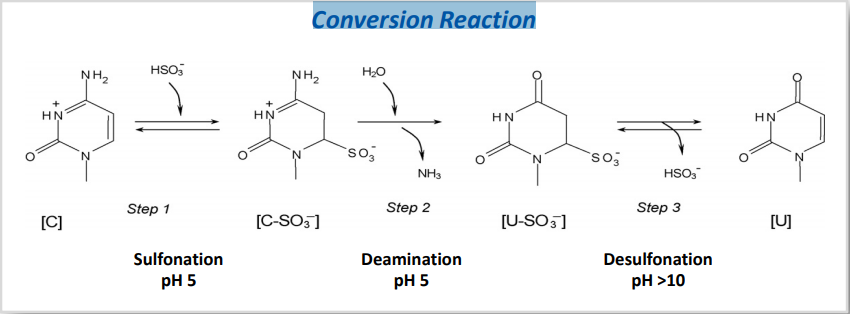 Conversion Reaction
NH₂ HSO₃⁻ NH₂ H₂O O O
+
HN + HN HN HN
O N O N SO₃⁻ NH₃ O N SO₃⁻ HSO₃⁻ O N
[C] Step 1 [C-SO₃⁻] Step 2 [U-SO₃⁻] Step 3 [U]
Sulfonation Deamination Desulfonation
pH 5 pH 5 pH >10